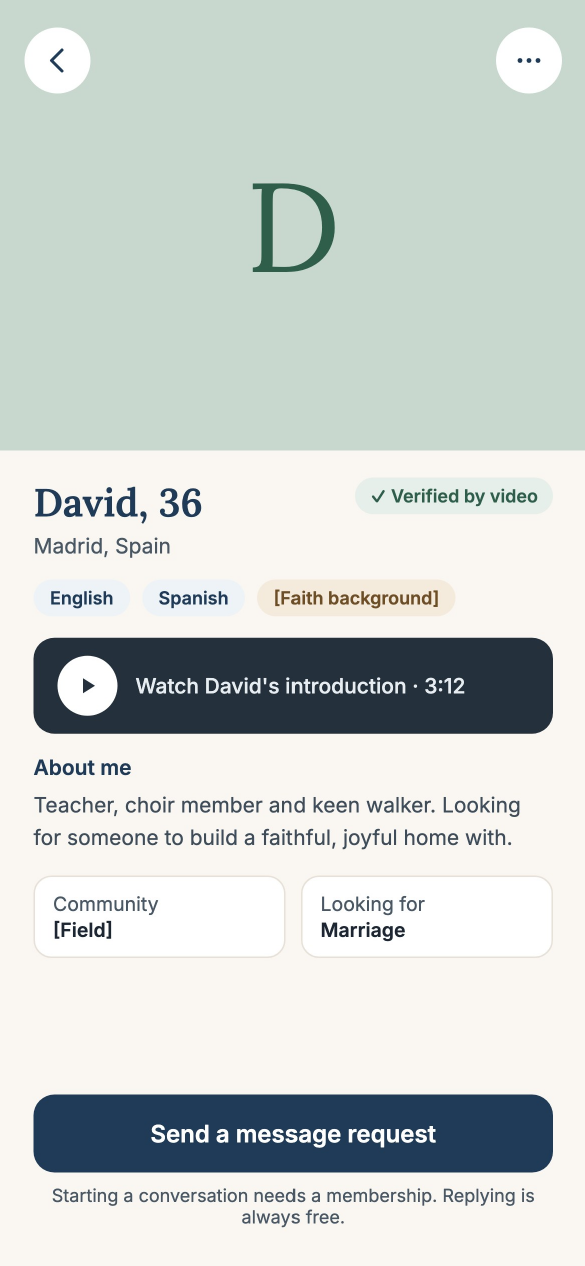 D
David, 36
✓ Verified by video
Madrid, Spain
English
Spanish
[Faith background]
Watch David's introduction · 3:12
About me
Teacher, choir member and keen walker. Looking
for someone to build a faithful, joyful home with.
Community
[Field]
Looking for
Marriage
Send a message request
Starting a conversation needs a membership. Replying is
always free.